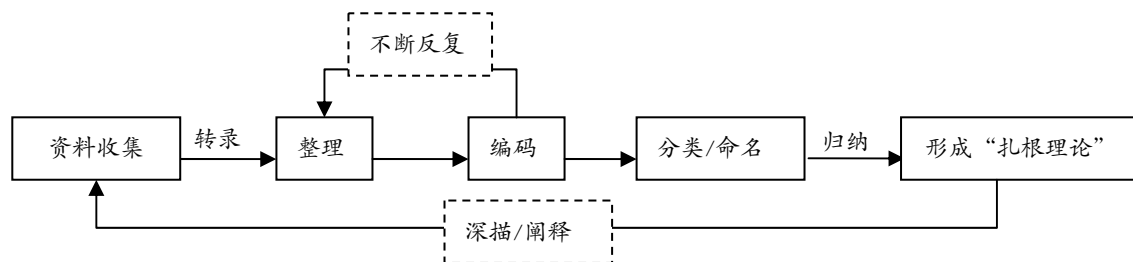 不断反复
资料收集
转录
整理
编码
分类/命名
归纳
形成“扎根理论”
深描/阐释